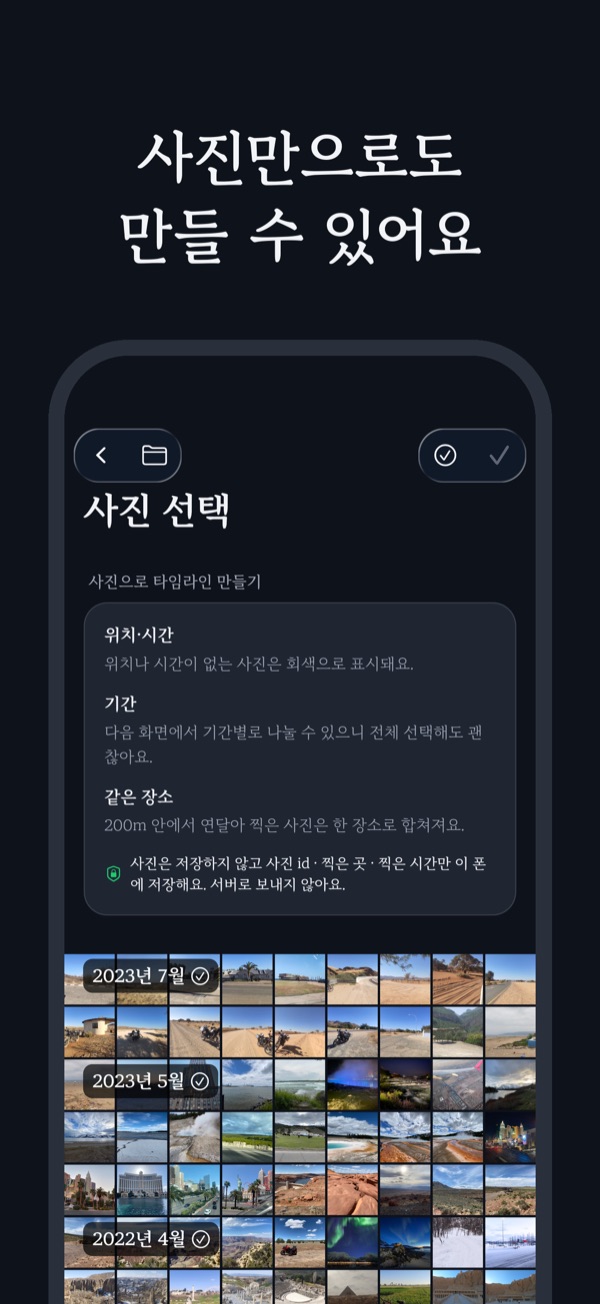 사진만으로도
만들 수 있어요
사진 선택
사진으로 타임라인 만들기
위치·시간
위치나 시간이 없는 사진은 회색으로 표시돼요.
기간
다음 화면에서 기간별로 나눌 수 있으니 전체 선택해도 괜
찮아요.
같은 장소
200m 안에서 연달아 찍은 사진은 한 장소로 합쳐져요.
사진은 저장하지 않고 사진 id · 찍은 곳 · 찍은 시간만 이 폰
에 저장해요. 서버로 보내지 않아요.
2023년 7월
2023년 5월
2022년 4월